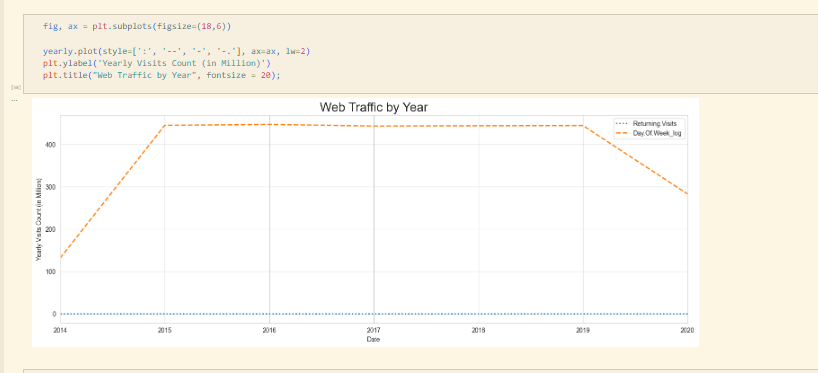 fig, ax = plt.subplots(figsize=(18,6))
yearly.plot(style=[':', '--', '-', '-.'], ax=ax, lw=2)
plt.ylabel('Yearly Visits Count (in Million)')
plt.title("Web Traffic by Year", fontsize = 20);
...
Web Traffic by Year
Returning.Visits
Day.Of.Week_log
400
300
200
100
0
Yearly Visits Count (in Million)
2014 2015 2016 2017 2018 2019 2020
Date